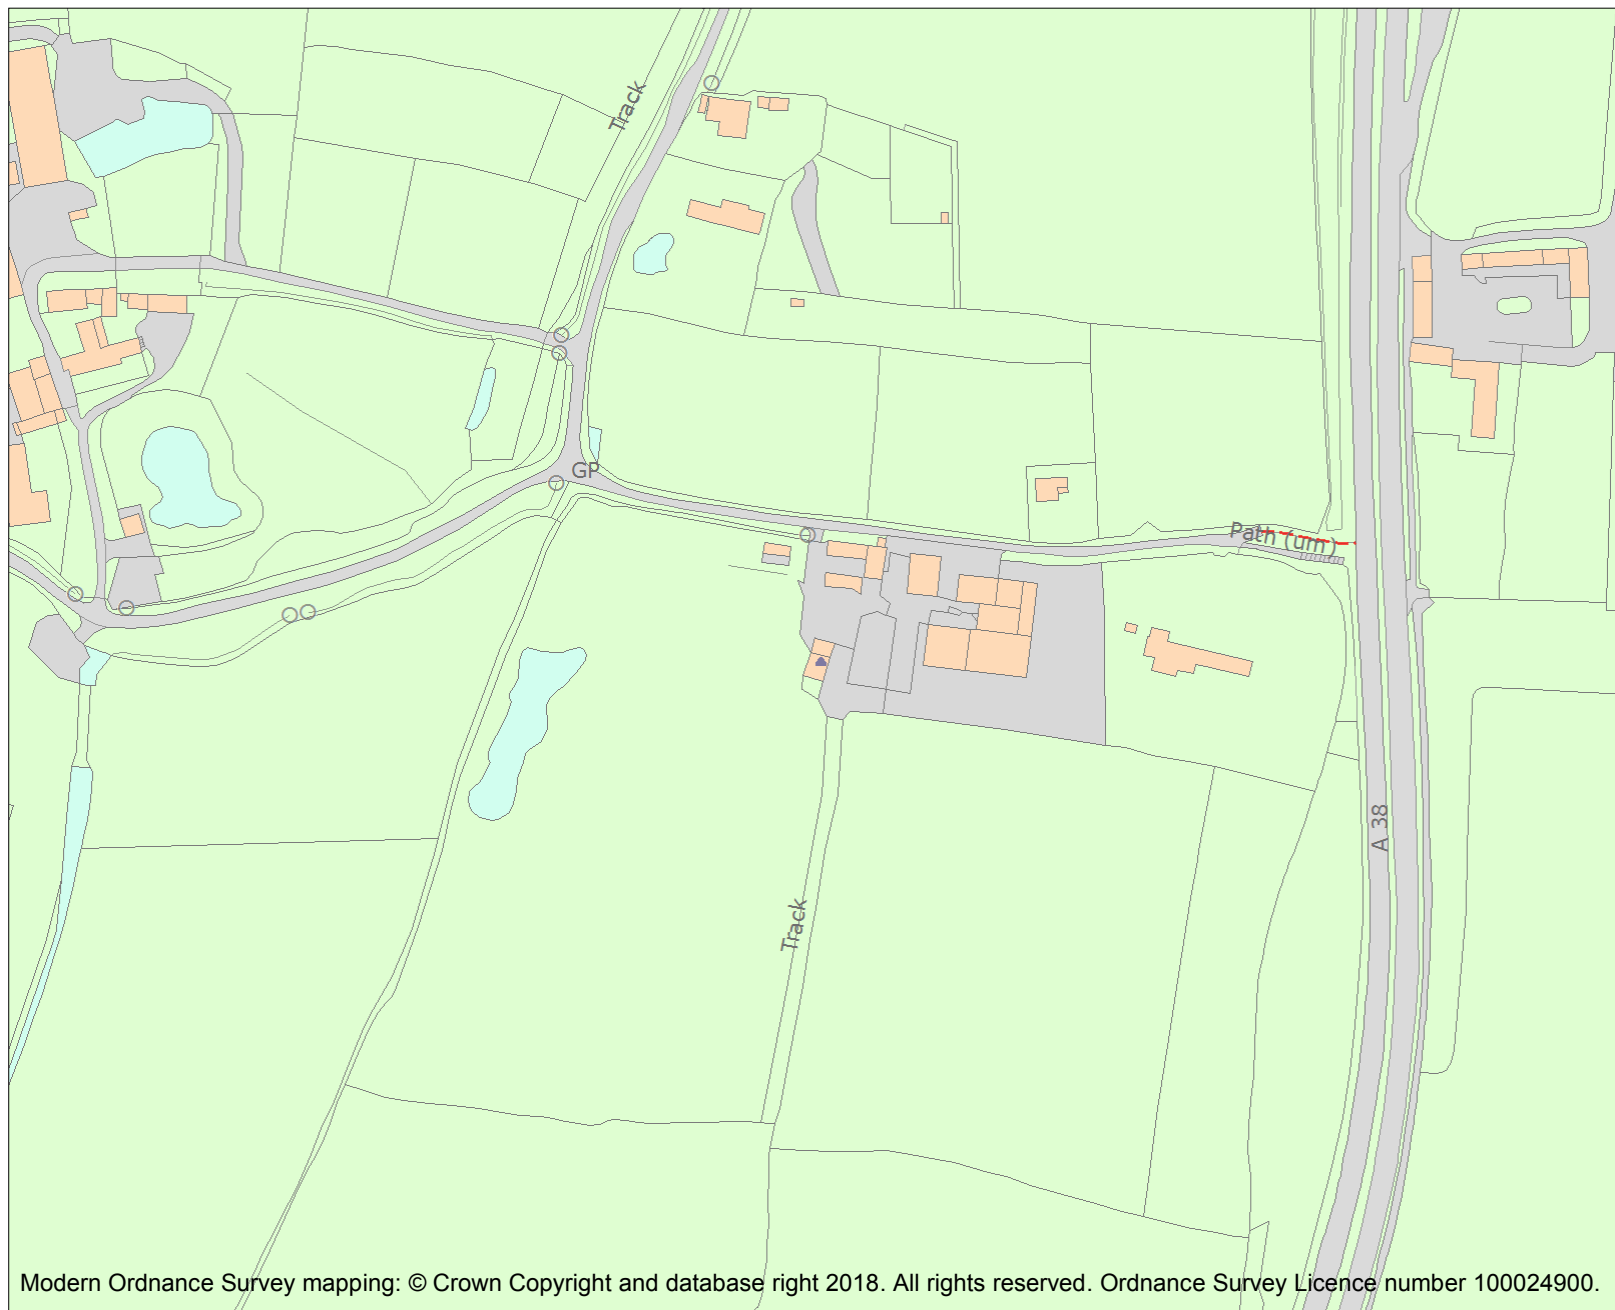 Track
GP
Path (um)
A 38
Track
Modern Ordnance Survey mapping: © Crown Copyright and database right 2018. All rights reserved. Ordnance Survey Licence number 100024900.